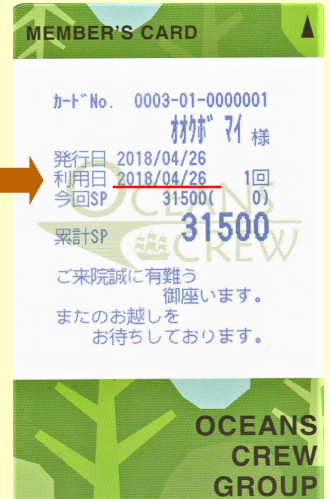 MEMBER'S CARD
ｶｰﾄﾞNo. 0003-01-0000001
ｵｵｸﾎﾞ ﾏｲ 様
発行日 2018/04/26
利用日 2018/04/26 1回
今回SP 31500( 0)
累計SP 31500
OCEANS
CREW
ご来院誠に有難う
御座います。
またのお越しを
お待ちしております。
OCEANS
CREW
GROUP